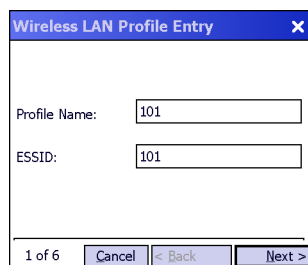 Wireless LAN Profile Entry X
Profile Name: 101
ESSID: 101
1 of 6 Cancel < Back Next >